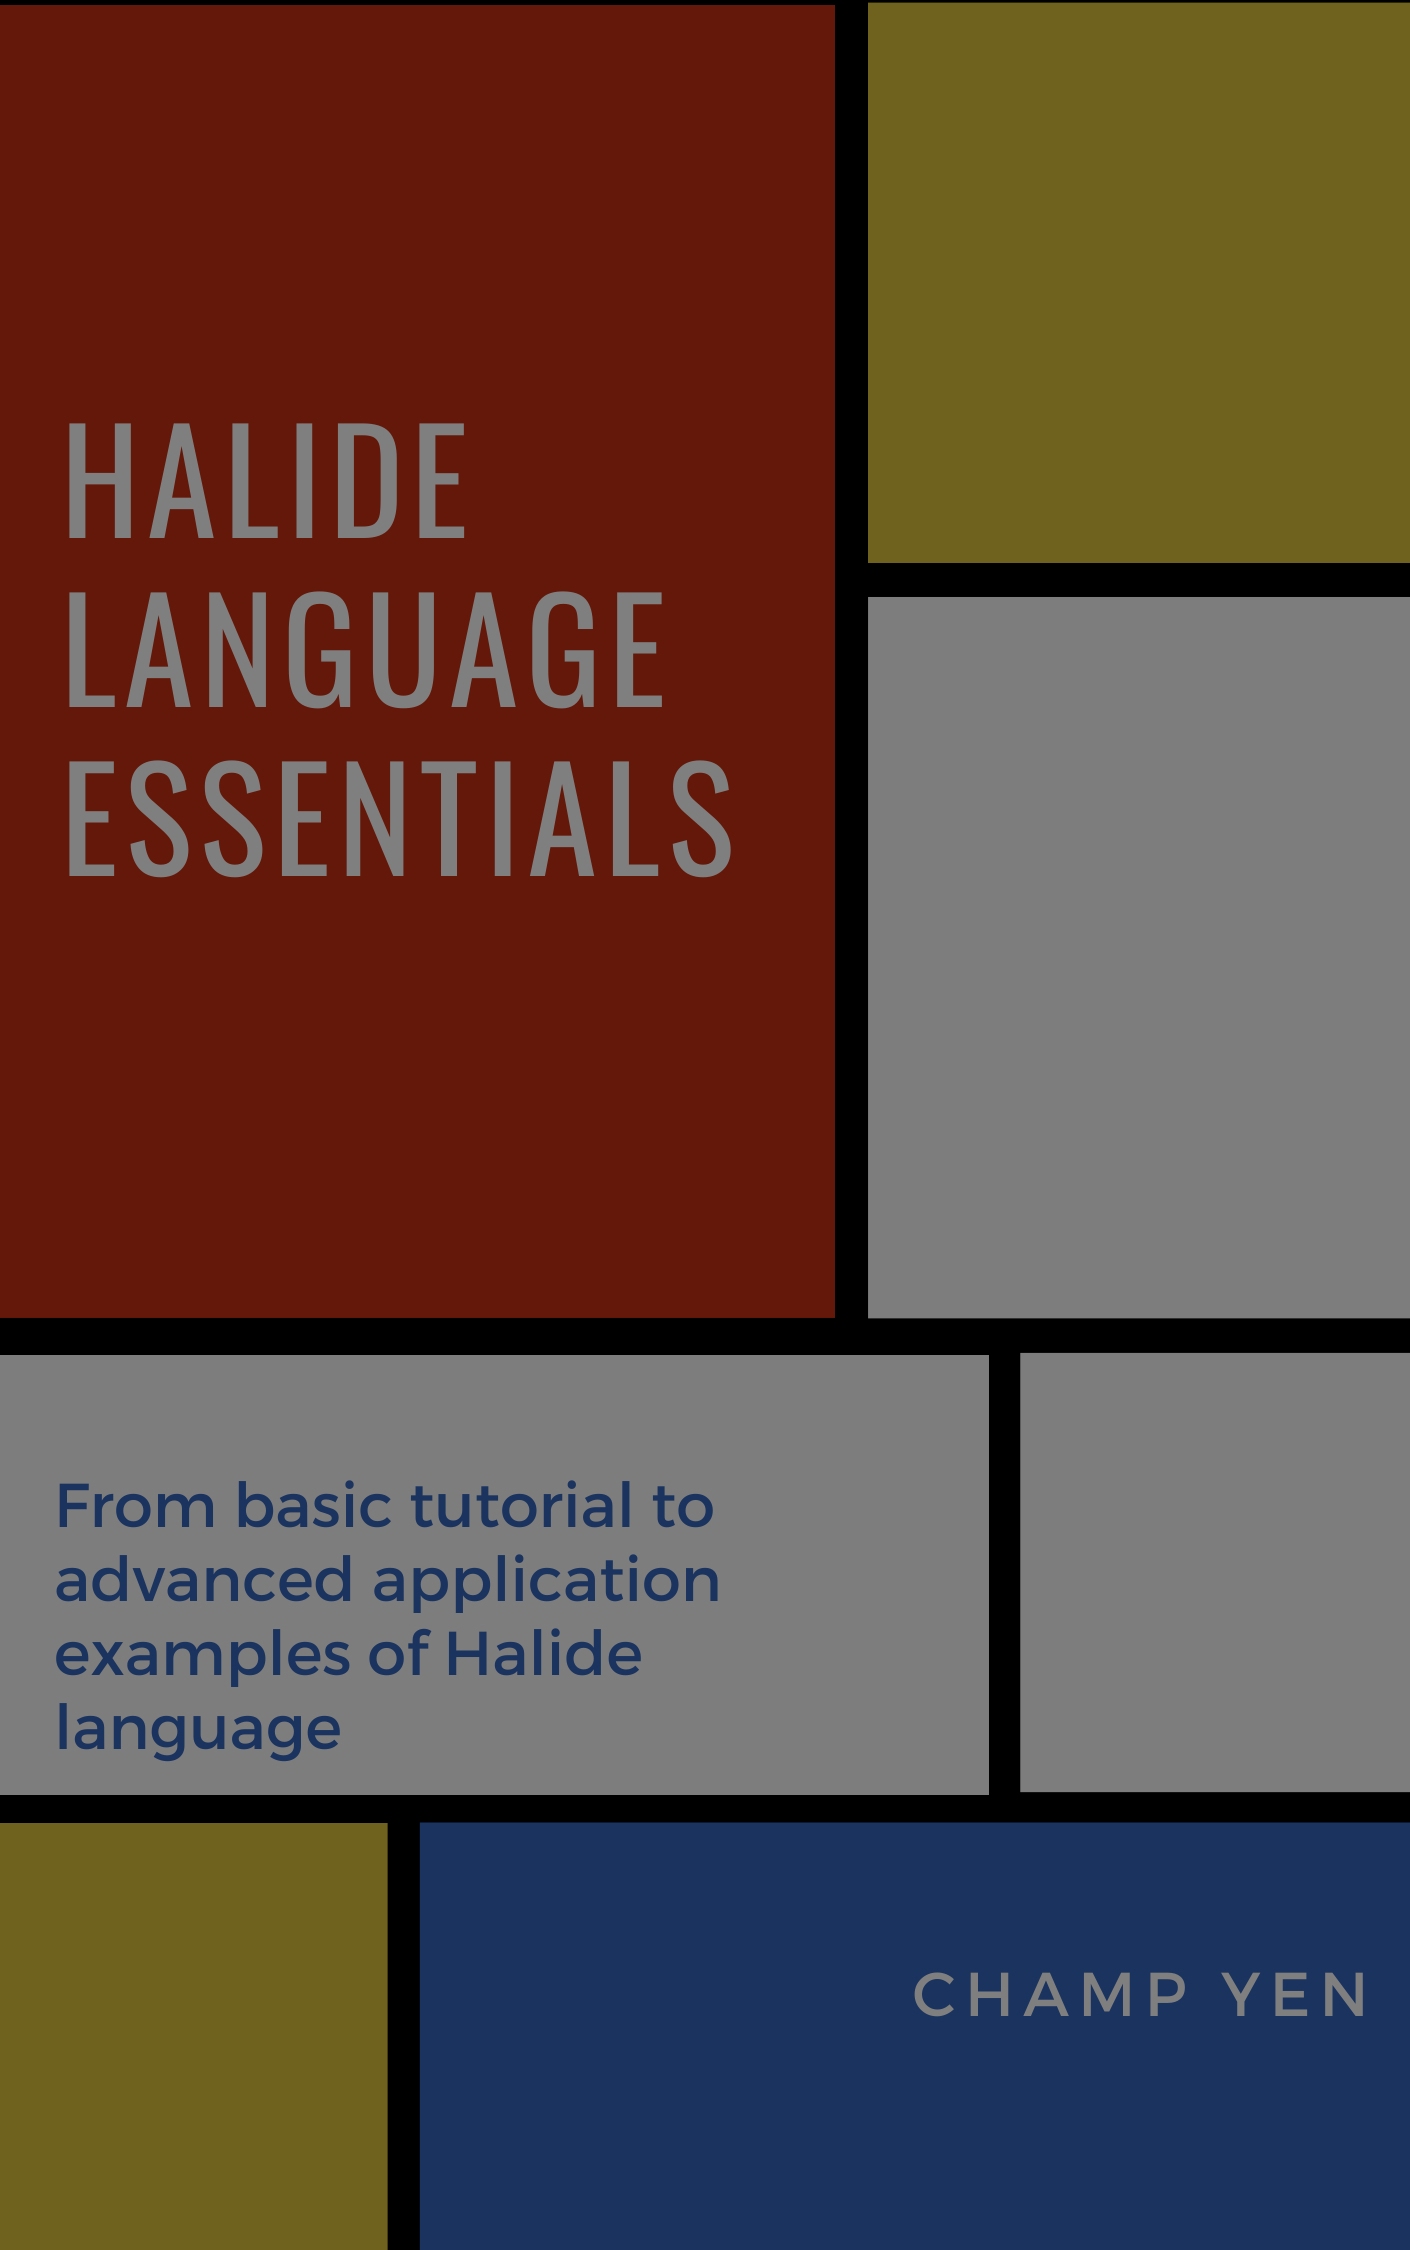 HALIDE
LANGUAGE
ESSENTIALS
From basic tutorial to
advanced application
examples of Halide
language
CHAMP YEN